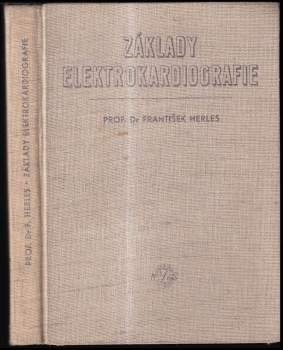 ZÁKLADY
ELEKTROKARDIOGRAFIE
PROF. Dr FRANTIŠEK HERLES
PROF. Dr F. HERLES • ZÁKLADY ELEKTROKARDIOGRAFIE